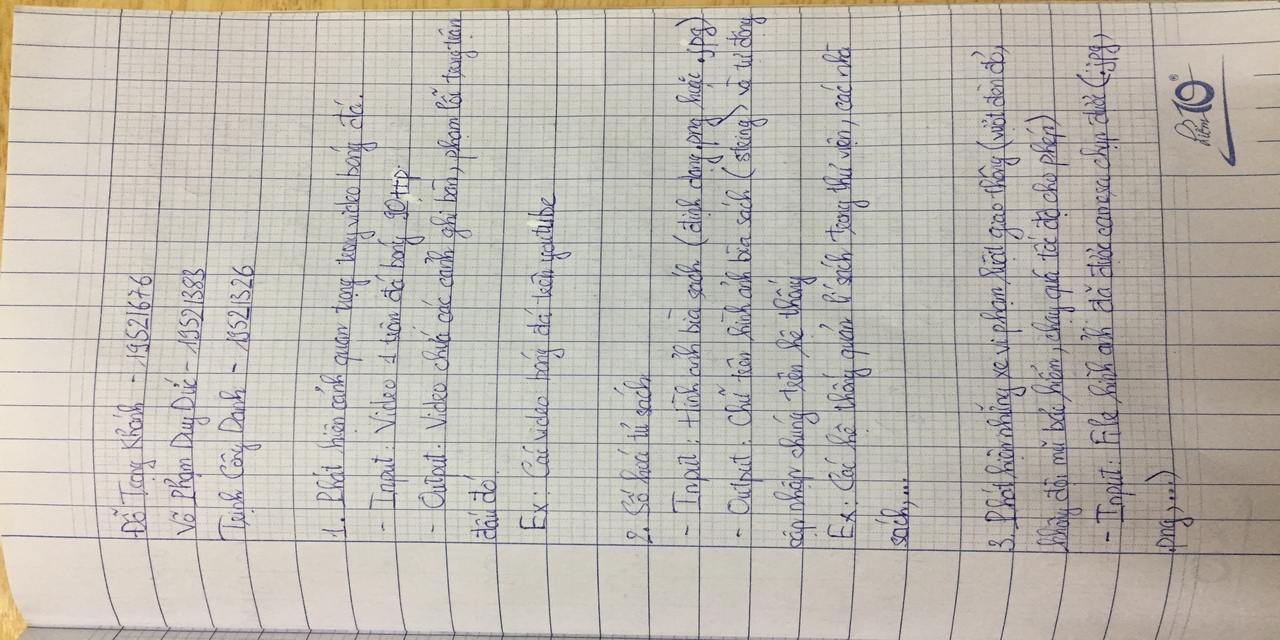 Đỗ Trọng Khánh - 19521676
Võ Phạm Duy Đức - 19521383
Trịnh Công Danh - 19521326
1. Phát hiện cảnh quan trọng trong video bóng đá.
- Input: Video 1 trận đá bóng 90++p.
- Output: Video chứa các cảnh ghi bàn, phạm lỗi trong trận
đấu đó.
Ex: Các video bóng đá trên youtube
2. Số hoá tủ sách
- Input: Hình ảnh bìa sách (định dạng .png hoặc .jpg)
- Output: Chữ trên hình ảnh bìa sách (string) và tự động
cập nhập chúng trên hệ thống
Ex: Các hệ thống quản lí sách trong thư viện, các nhà
sách,...
3. Phát hiện những xe vi phạm luật giao thông (vượt đèn đỏ,
không đội mũ bảo hiểm, chạy quá tốc độ cho phép)
- Input: File hình ảnh đã được camera chụp được (.jpg,
.png,...)
Điểm 10